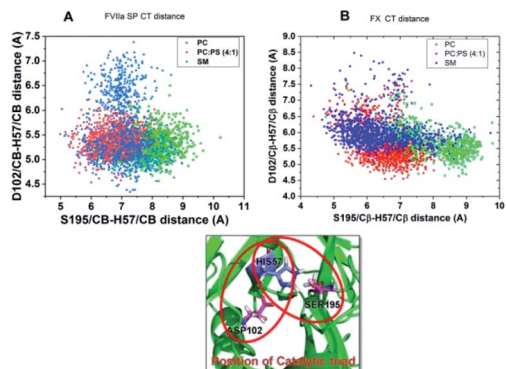 A
FVIIa SP CT distance
PC
PC:PS (4:1)
SM
D102/CB-H57/CB distance (A)
7.5
7.0
6.5
6.0
5.5
5.0
4.5
5 6 7 8 9 10 11
S195/CB-H57/CB distance (A)
B
FX CT distance
PC
PC:PS (4:1)
SM
D102/Cβ-H57/Cβ distance (A)
9.0
8.5
8.0
7.5
7.0
6.5
6.0
5.5
5.0
4.5
4.0
4 5 6 7 8 9 10
S195/Cβ-H57/Cβ distance (A)
HIS57
SER195
ASP102
Position of Catalytic triad